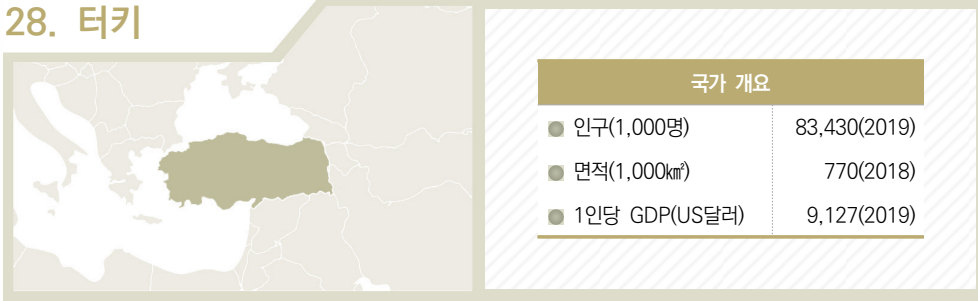 28. 터키
국가 개요
인구(1,000명) 83,430(2019)
면적(1,000㎢) 770(2018)
1인당 GDP(US달러) 9,127(2019)